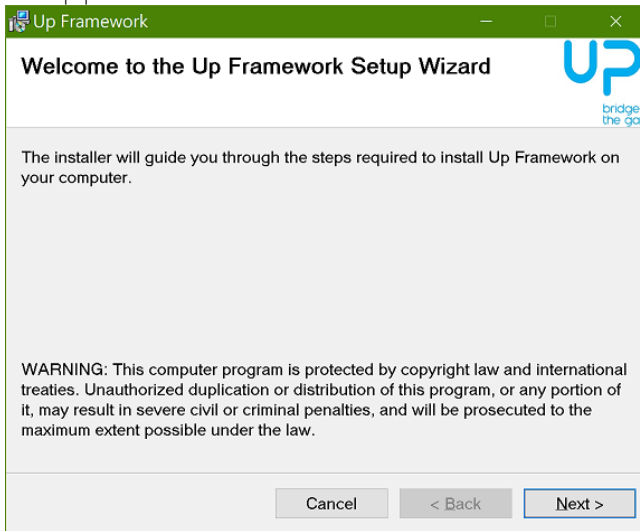 Up Framework
Welcome to the Up Framework Setup Wizard
UP
bridge
the ga
The installer will guide you through the steps required to install Up Framework on
your computer.
WARNING: This computer program is protected by copyright law and international
treaties. Unauthorized duplication or distribution of this program, or any portion of
it, may result in severe civil or criminal penalties, and will be prosecuted to the
maximum extent possible under the law.
Cancel < Back Next >